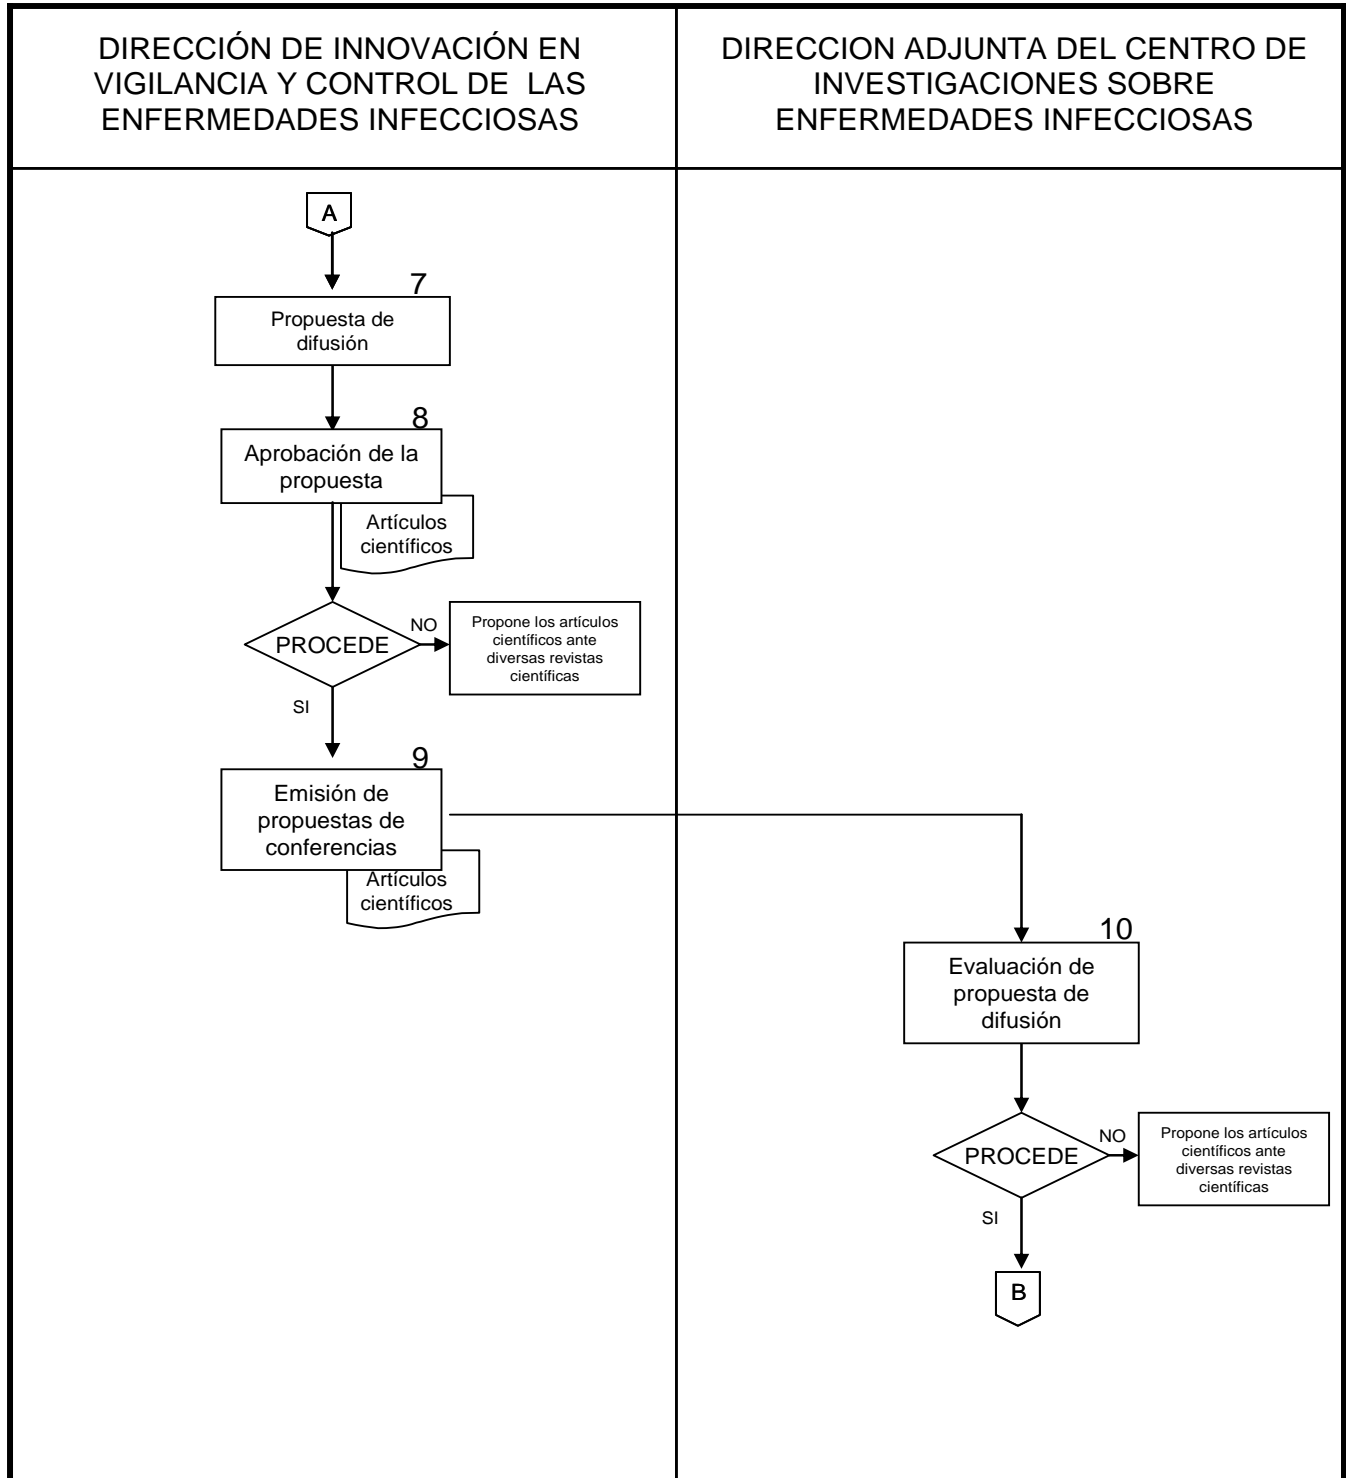 DIRECCIÓN DE INNOVACIÓN EN
VIGILANCIA Y CONTROL DE LAS
ENFERMEDADES INFECCIOSAS
DIRECCION ADJUNTA DEL CENTRO DE
INVESTIGACIONES SOBRE
ENFERMEDADES INFECCIOSAS
A
7
Propuesta de
difusión
8
Aprobación de la
propuesta
Artículos
científicos
PROCEDE
NO
Propone los artículos
científicos ante
diversas revistas
científicas
SI
9
Emisión de
propuestas de
conferencias
Artículos
científicos
10
Evaluación de
propuesta de
difusión
PROCEDE
NO
Propone los artículos
científicos ante
diversas revistas
científicas
SI
B